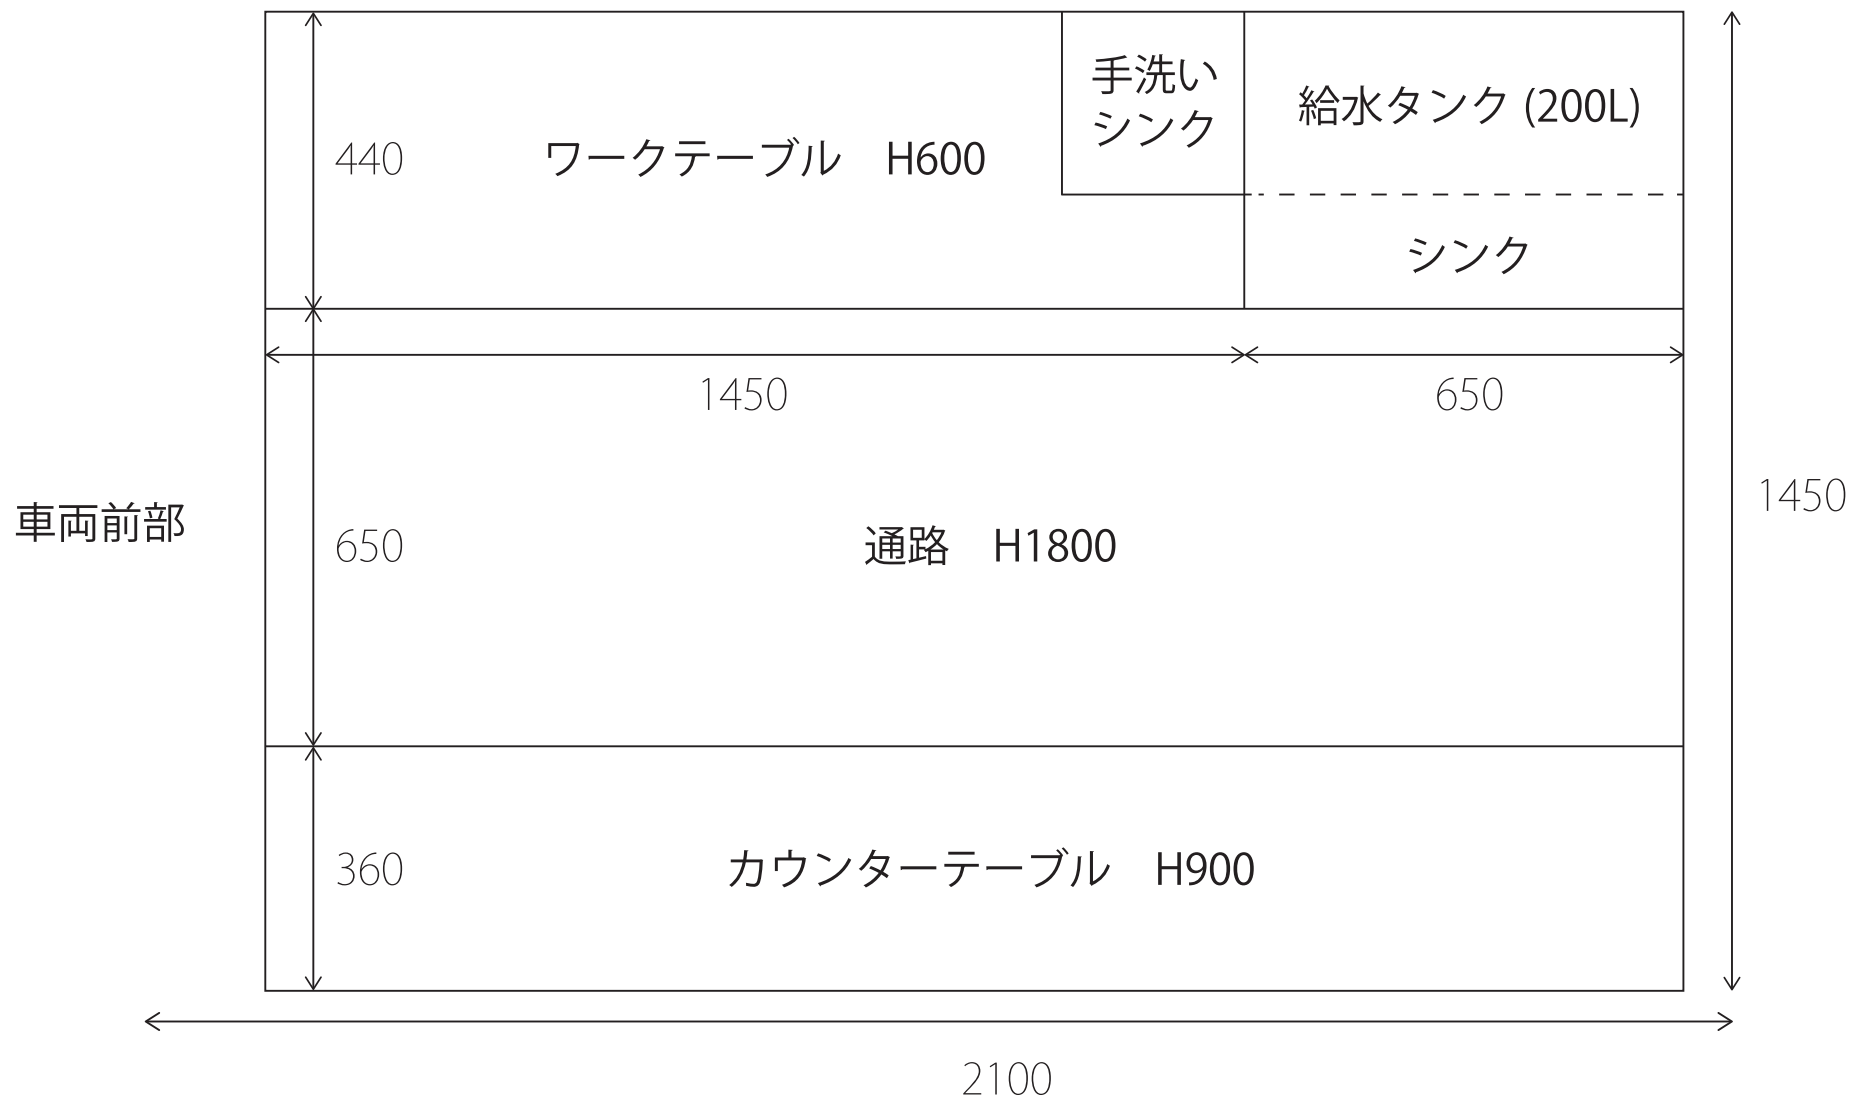 手洗い
シンク
給水タンク (200L)
440
ワークテーブル　H600
シンク
1450
650
1450
車両前部
650
通路　H1800
360
カウンターテーブル　H900
2100